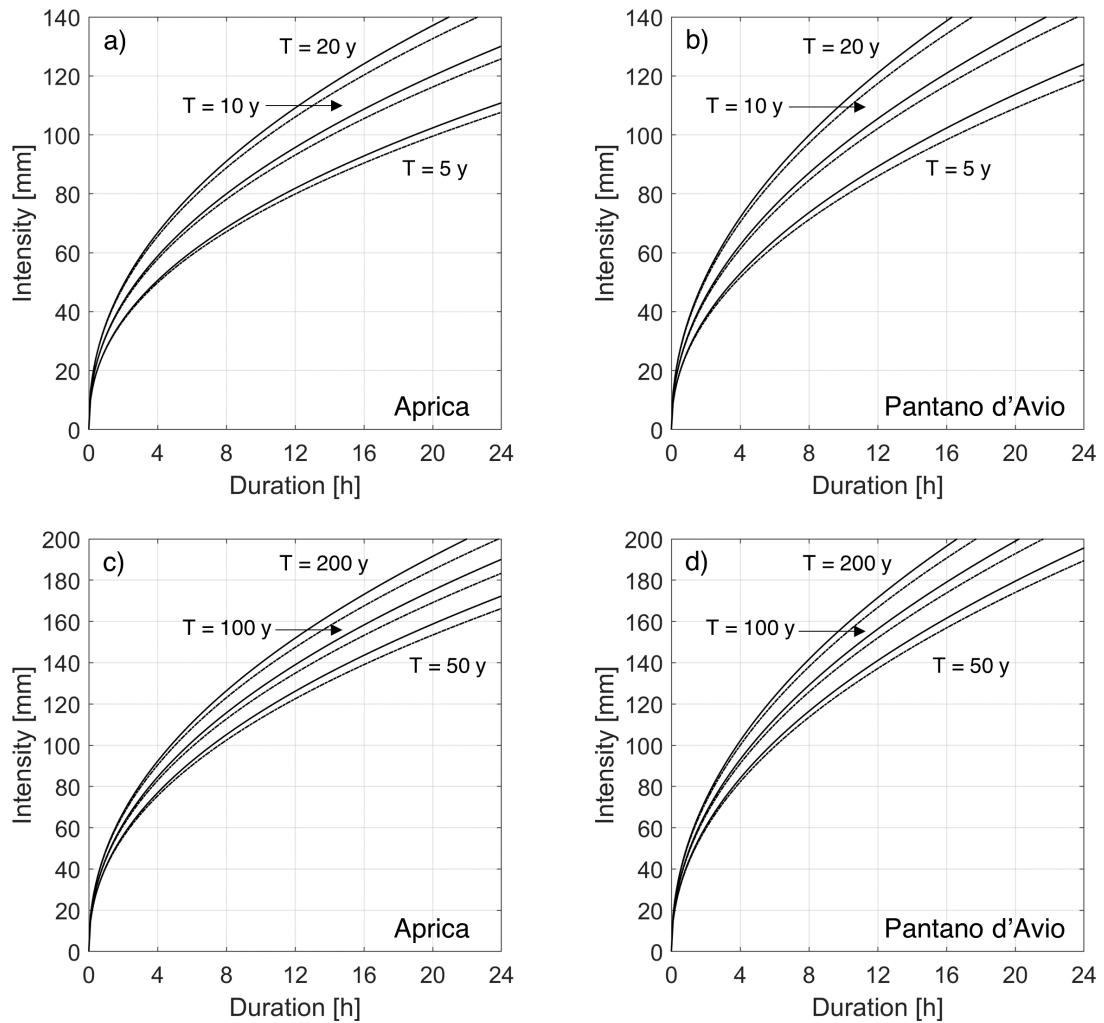 a)
T = 20 y
T = 10 y
T = 5 y
Aprica
Intensity [mm]
140
120
100
80
60
40
20
0
0 4 8 12 16 20 24
Duration [h]
b)
T = 20 y
T = 10 y
T = 5 y
Pantano d’Avio
Intensity [mm]
140
120
100
80
60
40
20
0
0 4 8 12 16 20 24
Duration [h]
c)
T = 200 y
T = 100 y
T = 50 y
Aprica
Intensity [mm]
200
180
160
140
120
100
80
60
40
20
0
0 4 8 12 16 20 24
Duration [h]
d)
T = 200 y
T = 100 y
T = 50 y
Pantano d’Avio
Intensity [mm]
200
180
160
140
120
100
80
60
40
20
0
0 4 8 12 16 20 24
Duration [h]